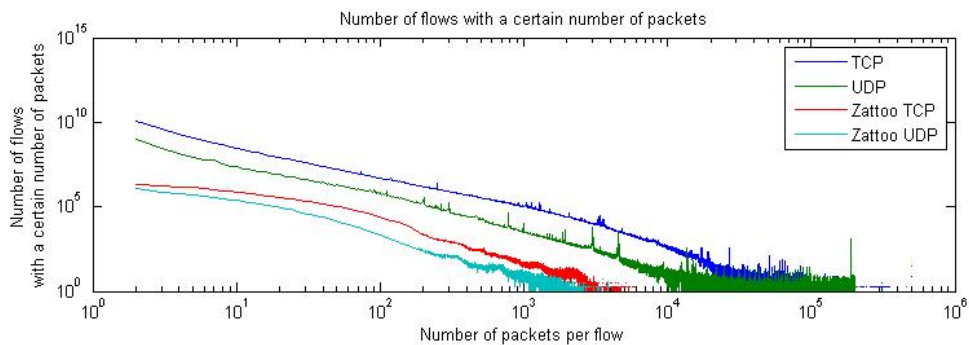 Number of flows with a certain number of packets
10^15
10^10
10^5
10^0
Number of flows
with a certain number of packets
TCP
UDP
Zattoo TCP
Zattoo UDP
10^0 10^1 10^2 10^3 10^4 10^5 10^6
Number of packets per flow